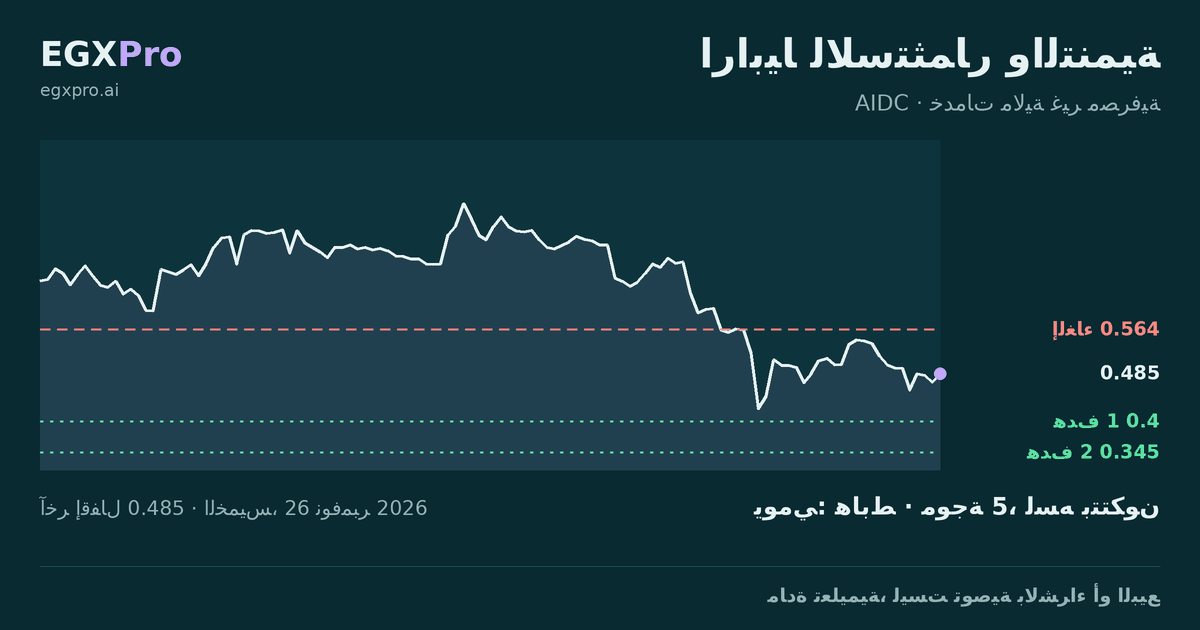 EGXPro
egxpro.ai
ارابيا للاستثمار والتنمية
AIDC · خدمات مالية غير مصرفية
إلغاء 0.564
0.485
هدف 1 0.4
هدف 2 0.345
يومي: هابط · موجة 5، لسه بتتكون
آخر إقفال 0.485 · الخميس، 26 نوفمبر 2026
مادة تعليمية، ليست توصية بالشراء أو البيع